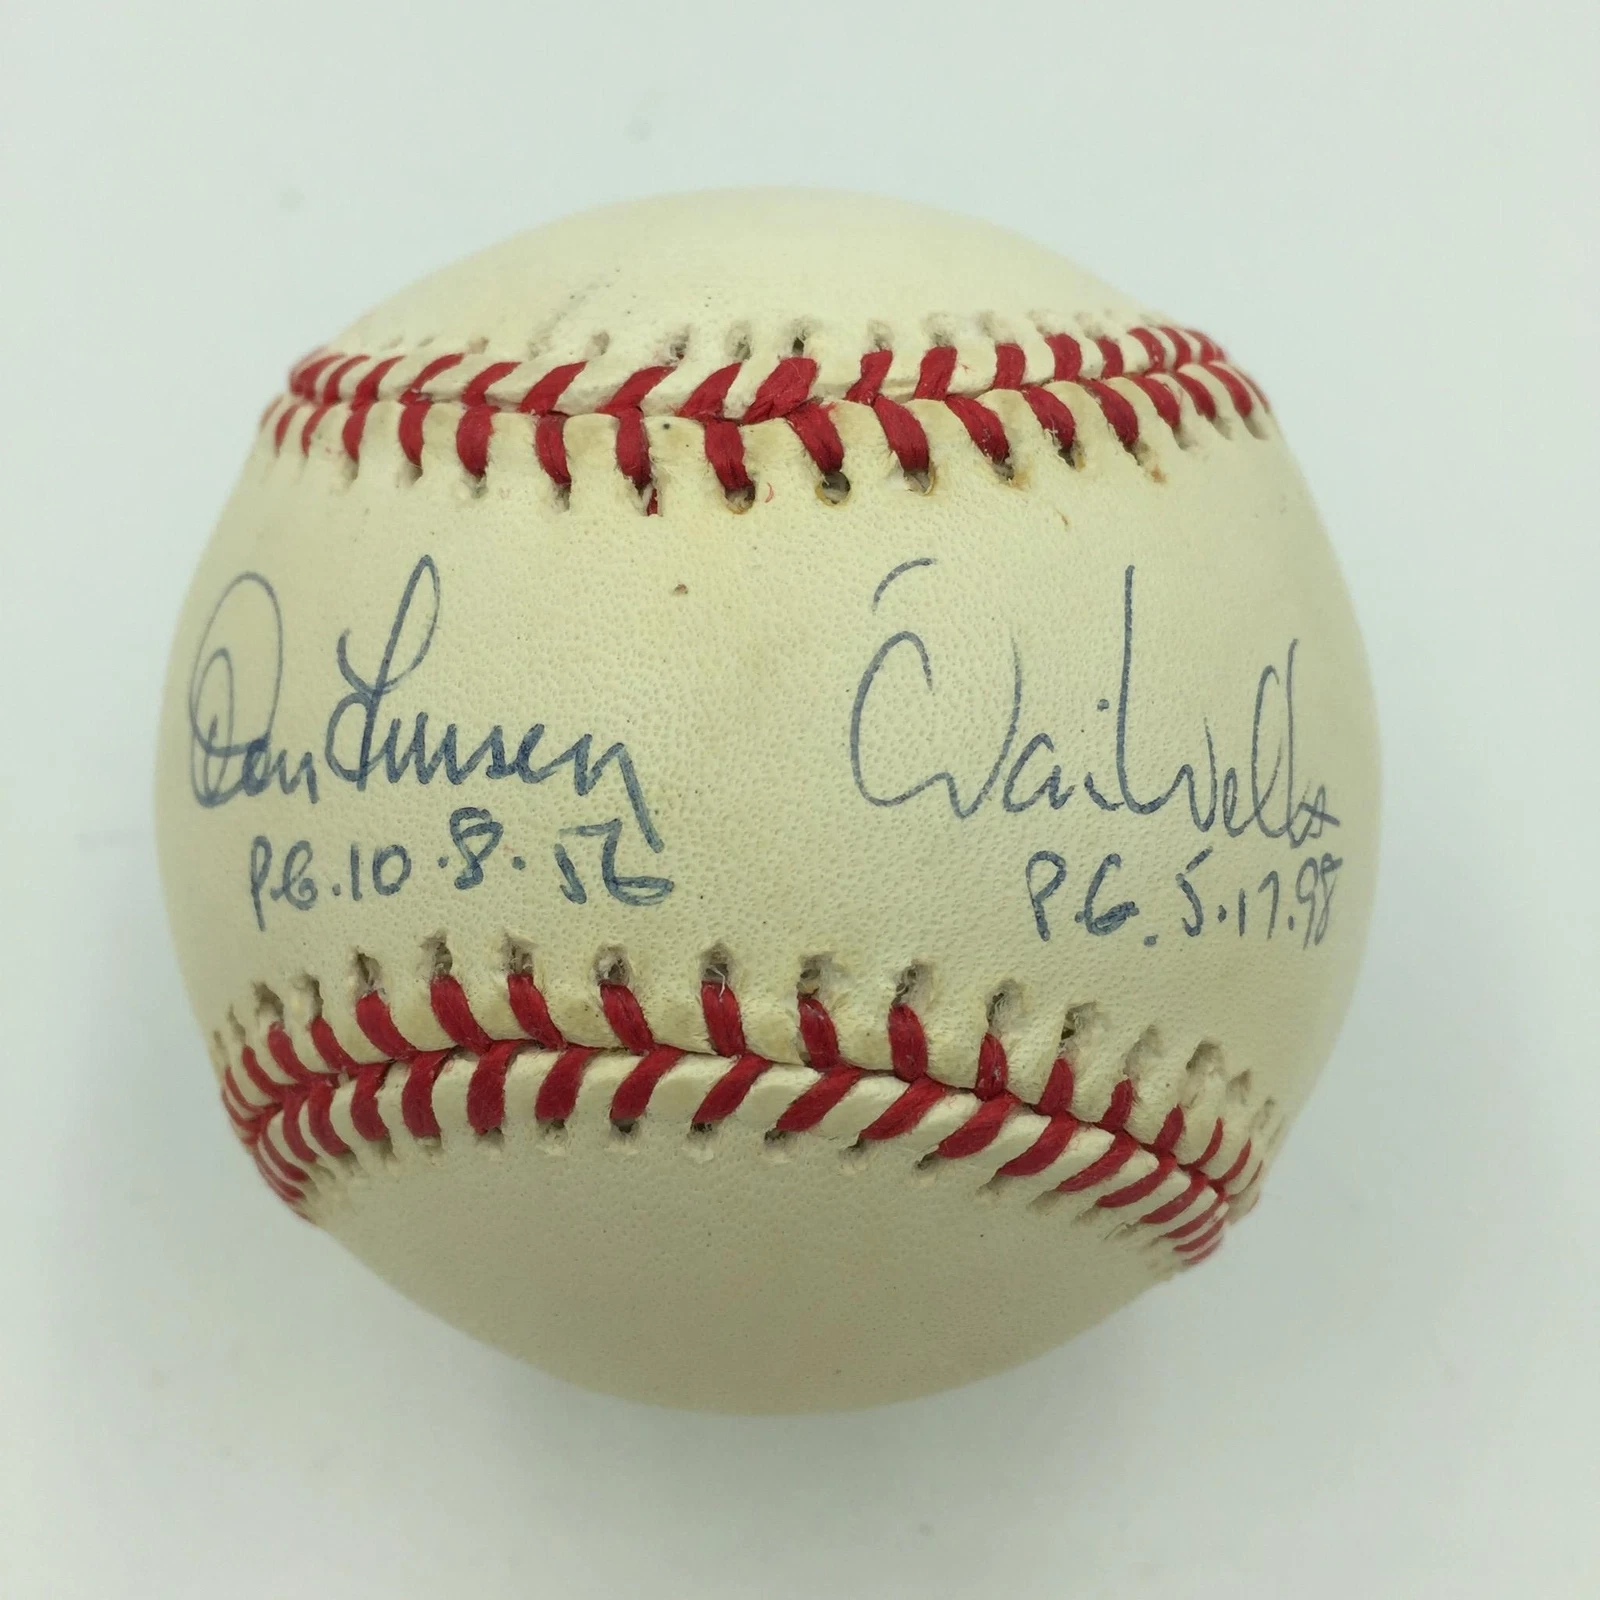 Don Larsen
P.G. 10.8.56
David Wells
P.G. 5.17.98